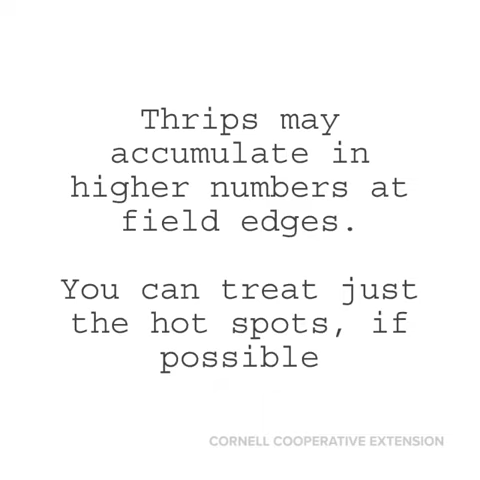 Thrips may
accumulate in
higher numbers at
field edges.
You can treat just
the hot spots, if
possible
CORNELL COOPERATIVE EXTENSION